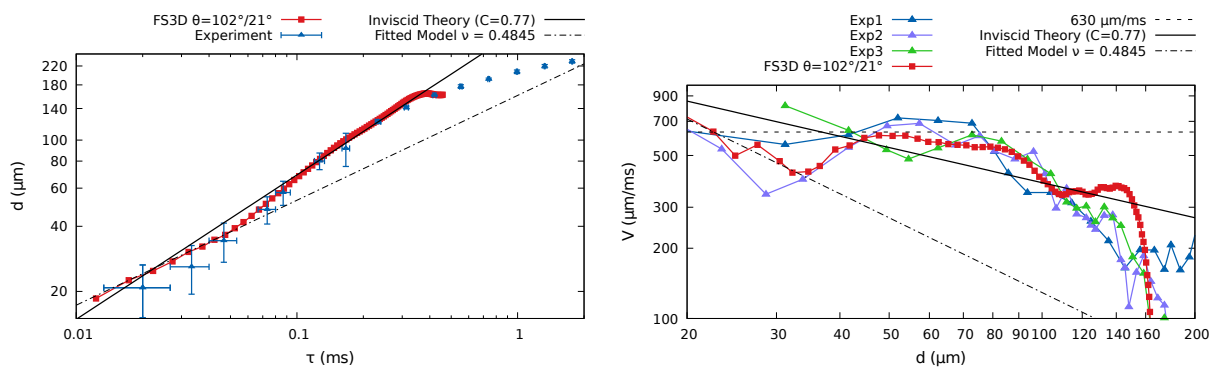 FS3D θ=102°/21°
Experiment
Inviscid Theory (C=0.77)
Fitted Model ν = 0.4845
220
180
140
100
80
60
40
20
d (µm)
0.01
0.1
1
τ (ms)
Exp1
Exp2
Exp3
FS3D θ=102°/21°
630 µm/ms
Inviscid Theory (C=0.77)
Fitted Model ν = 0.4845
900
700
500
300
200
100
V (µm/ms)
20
30
40
50
60
70
80
90
100
120
140
160
200
d (µm)